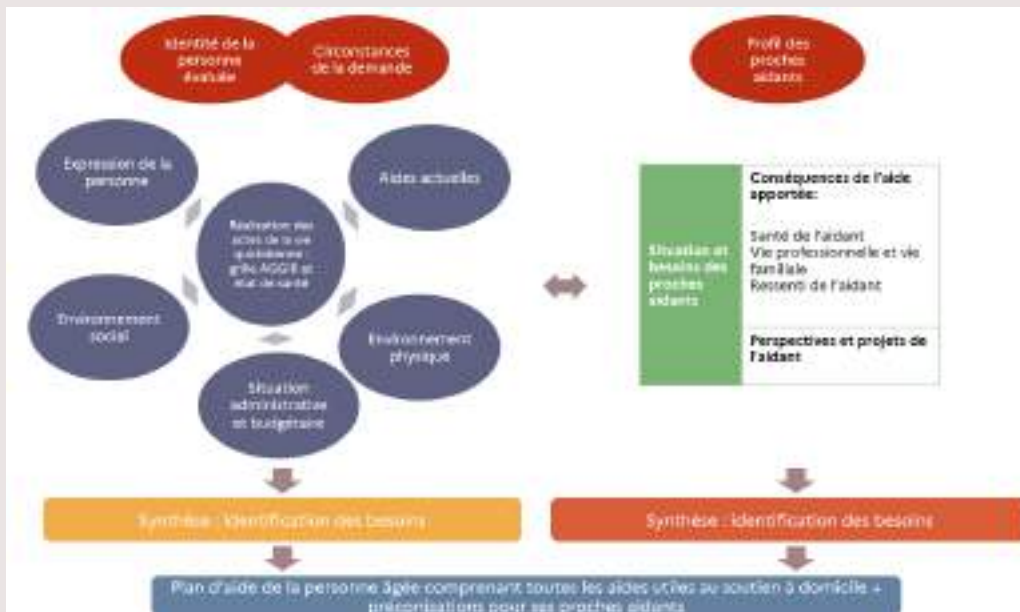 Identité de la
personne
évaluée
Circonstances
de la demande
Profil des
proches
aidants
Expression de la
personne
Aides actuelles
Réalisation des
actes de la vie
quotidienne :
grille AGGIR et
état de santé
Environnement
social
Environnement
physique
Situation
administrative
et budgétaire
Situation et
besoins des
proches
aidants
Conséquences de l'aide
apportée:
Santé de l'aidant
Vie professionnelle et vie
familiale
Ressenti de l'aidant
Perspectives et projets de
l'aidant
Synthèse : identification des besoins
Synthèse : identification des besoins
Plan d'aide de la personne âgée comprenant toutes les aides utiles au soutien à domicile +
préconisations pour ses proches aidants